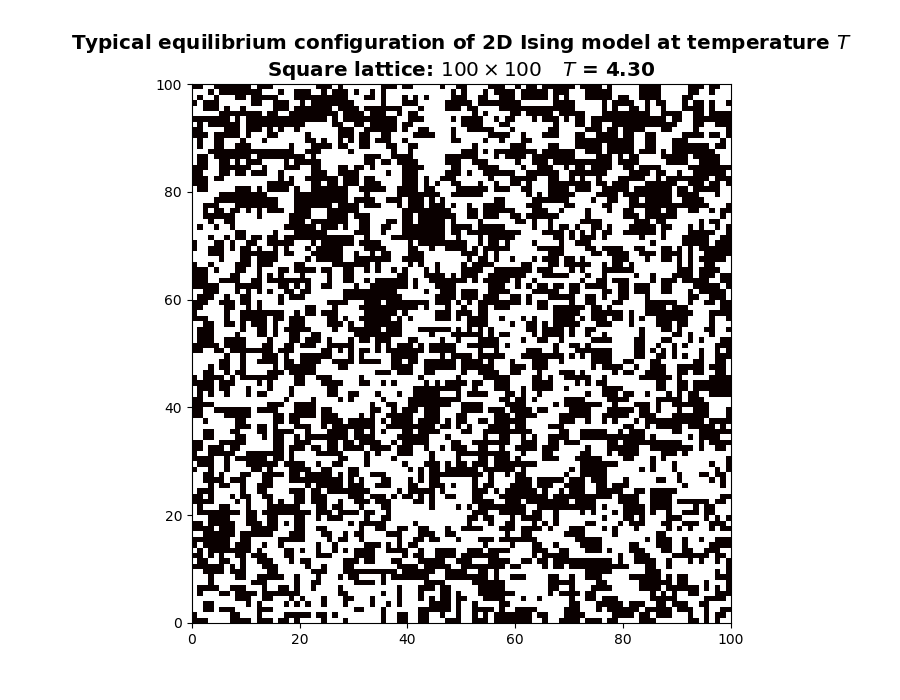 Typical equilibrium configuration of 2D Ising model at temperature T
Square lattice: 100 × 100 T = 4.30
100
80
60
40
20
0
0 20 40 60 80 100